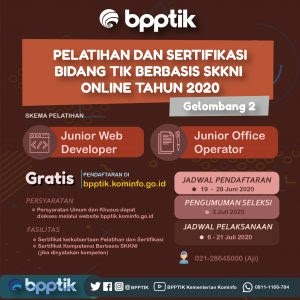 bpptik
PELATIHAN DAN SERTIFIKASI
BIDANG TIK BERBASIS SKKNI
ONLINE TAHUN 2020
Gelombang 2
SKEMA PELATIHAN
Junior Web
Developer
Junior Office
Operator
Gratis
PENDAFTARAN DI
bpptik.kominfo.go.id
PERSYARATAN
Persyaratan Umum dan Khusus dapat
diakses melalui website bpptik.kominfo.go.id
FASILITAS
Sertifikat keikutsertaan Pelatihan dan Sertifikasi
Sertifikat Kompetensi Berbasis SKKNI
(jika dinyatakan kompeten)
JADWAL PENDAFTARAN
19 - 28 Juni 2020
PENGUMUMAN SELEKSI
3 Juli 2020
JADWAL PELAKSANAAN
6 - 21 Juli 2020
021-28645000 (Aji)
bpptik
@BPPTIK
BPPTIK Kementerian Kominfo
0811-1166-784